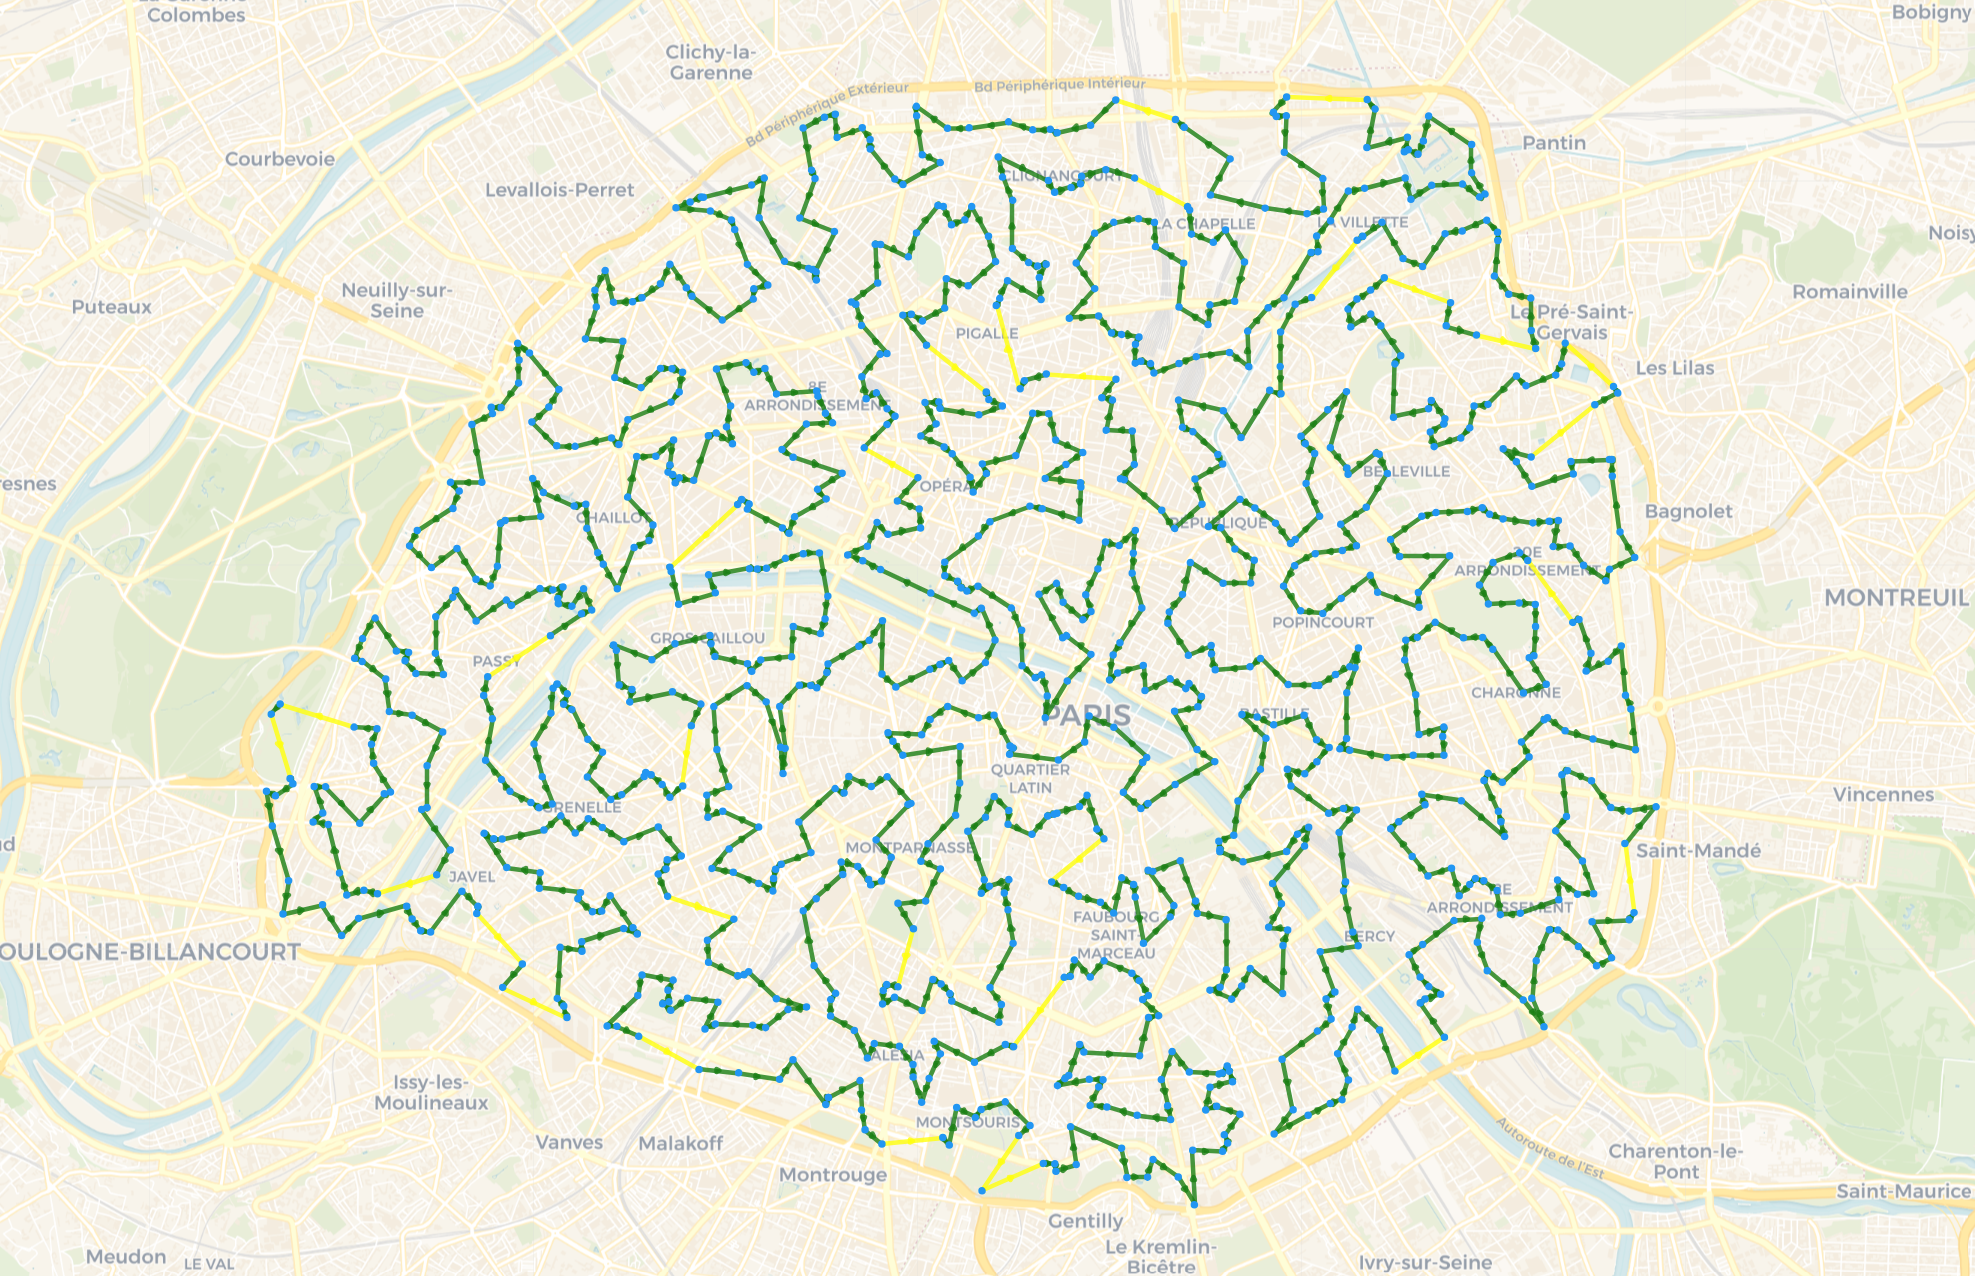 Colombes
Bobigny
Clichy-la-
Garenne
Bd Périphérique Extérieur
Bd Périphérique Intérieur
Pantin
Courbevoie
Levallois-Perret
CLIGNANCOURT
LA CHAPELLE
LA VILLETTE
Noisy
Neuilly-sur-
Seine
Puteaux
Romainville
Le Pré-Saint-
Gervais
PIGALLE
Les Lilas
8E
ARRONDISSEMENT
BELLEVILLE
resnes
OPÉRA
CHAILLOT
RÉPUBLIQUE
Bagnolet
20E
ARRONDISSEMENT
MONTREUIL
POPINCOURT
GROS CAILLOU
PASSY
CHARONNE
PARIS
BASTILLE
QUARTIER
LATIN
GRENELLE
Vincennes
MONTPARNASSE
Saint-Mandé
JAVEL
12E
ARRONDISSEMENT
FAUBOURG
SAINT-
MARCEAU
BERCY
OULOGNE-BILLANCOURT
ALÉSIA
Issy-les-
Moulineaux
MONTSOURIS
Vanves
Malakoff
Autoroute de l'Est
Charenton-le-
Pont
Montrouge
Saint-Maurice
Gentilly
Le Kremlin-
Bicêtre
Meudon
LE VAL
Ivry-sur-Seine